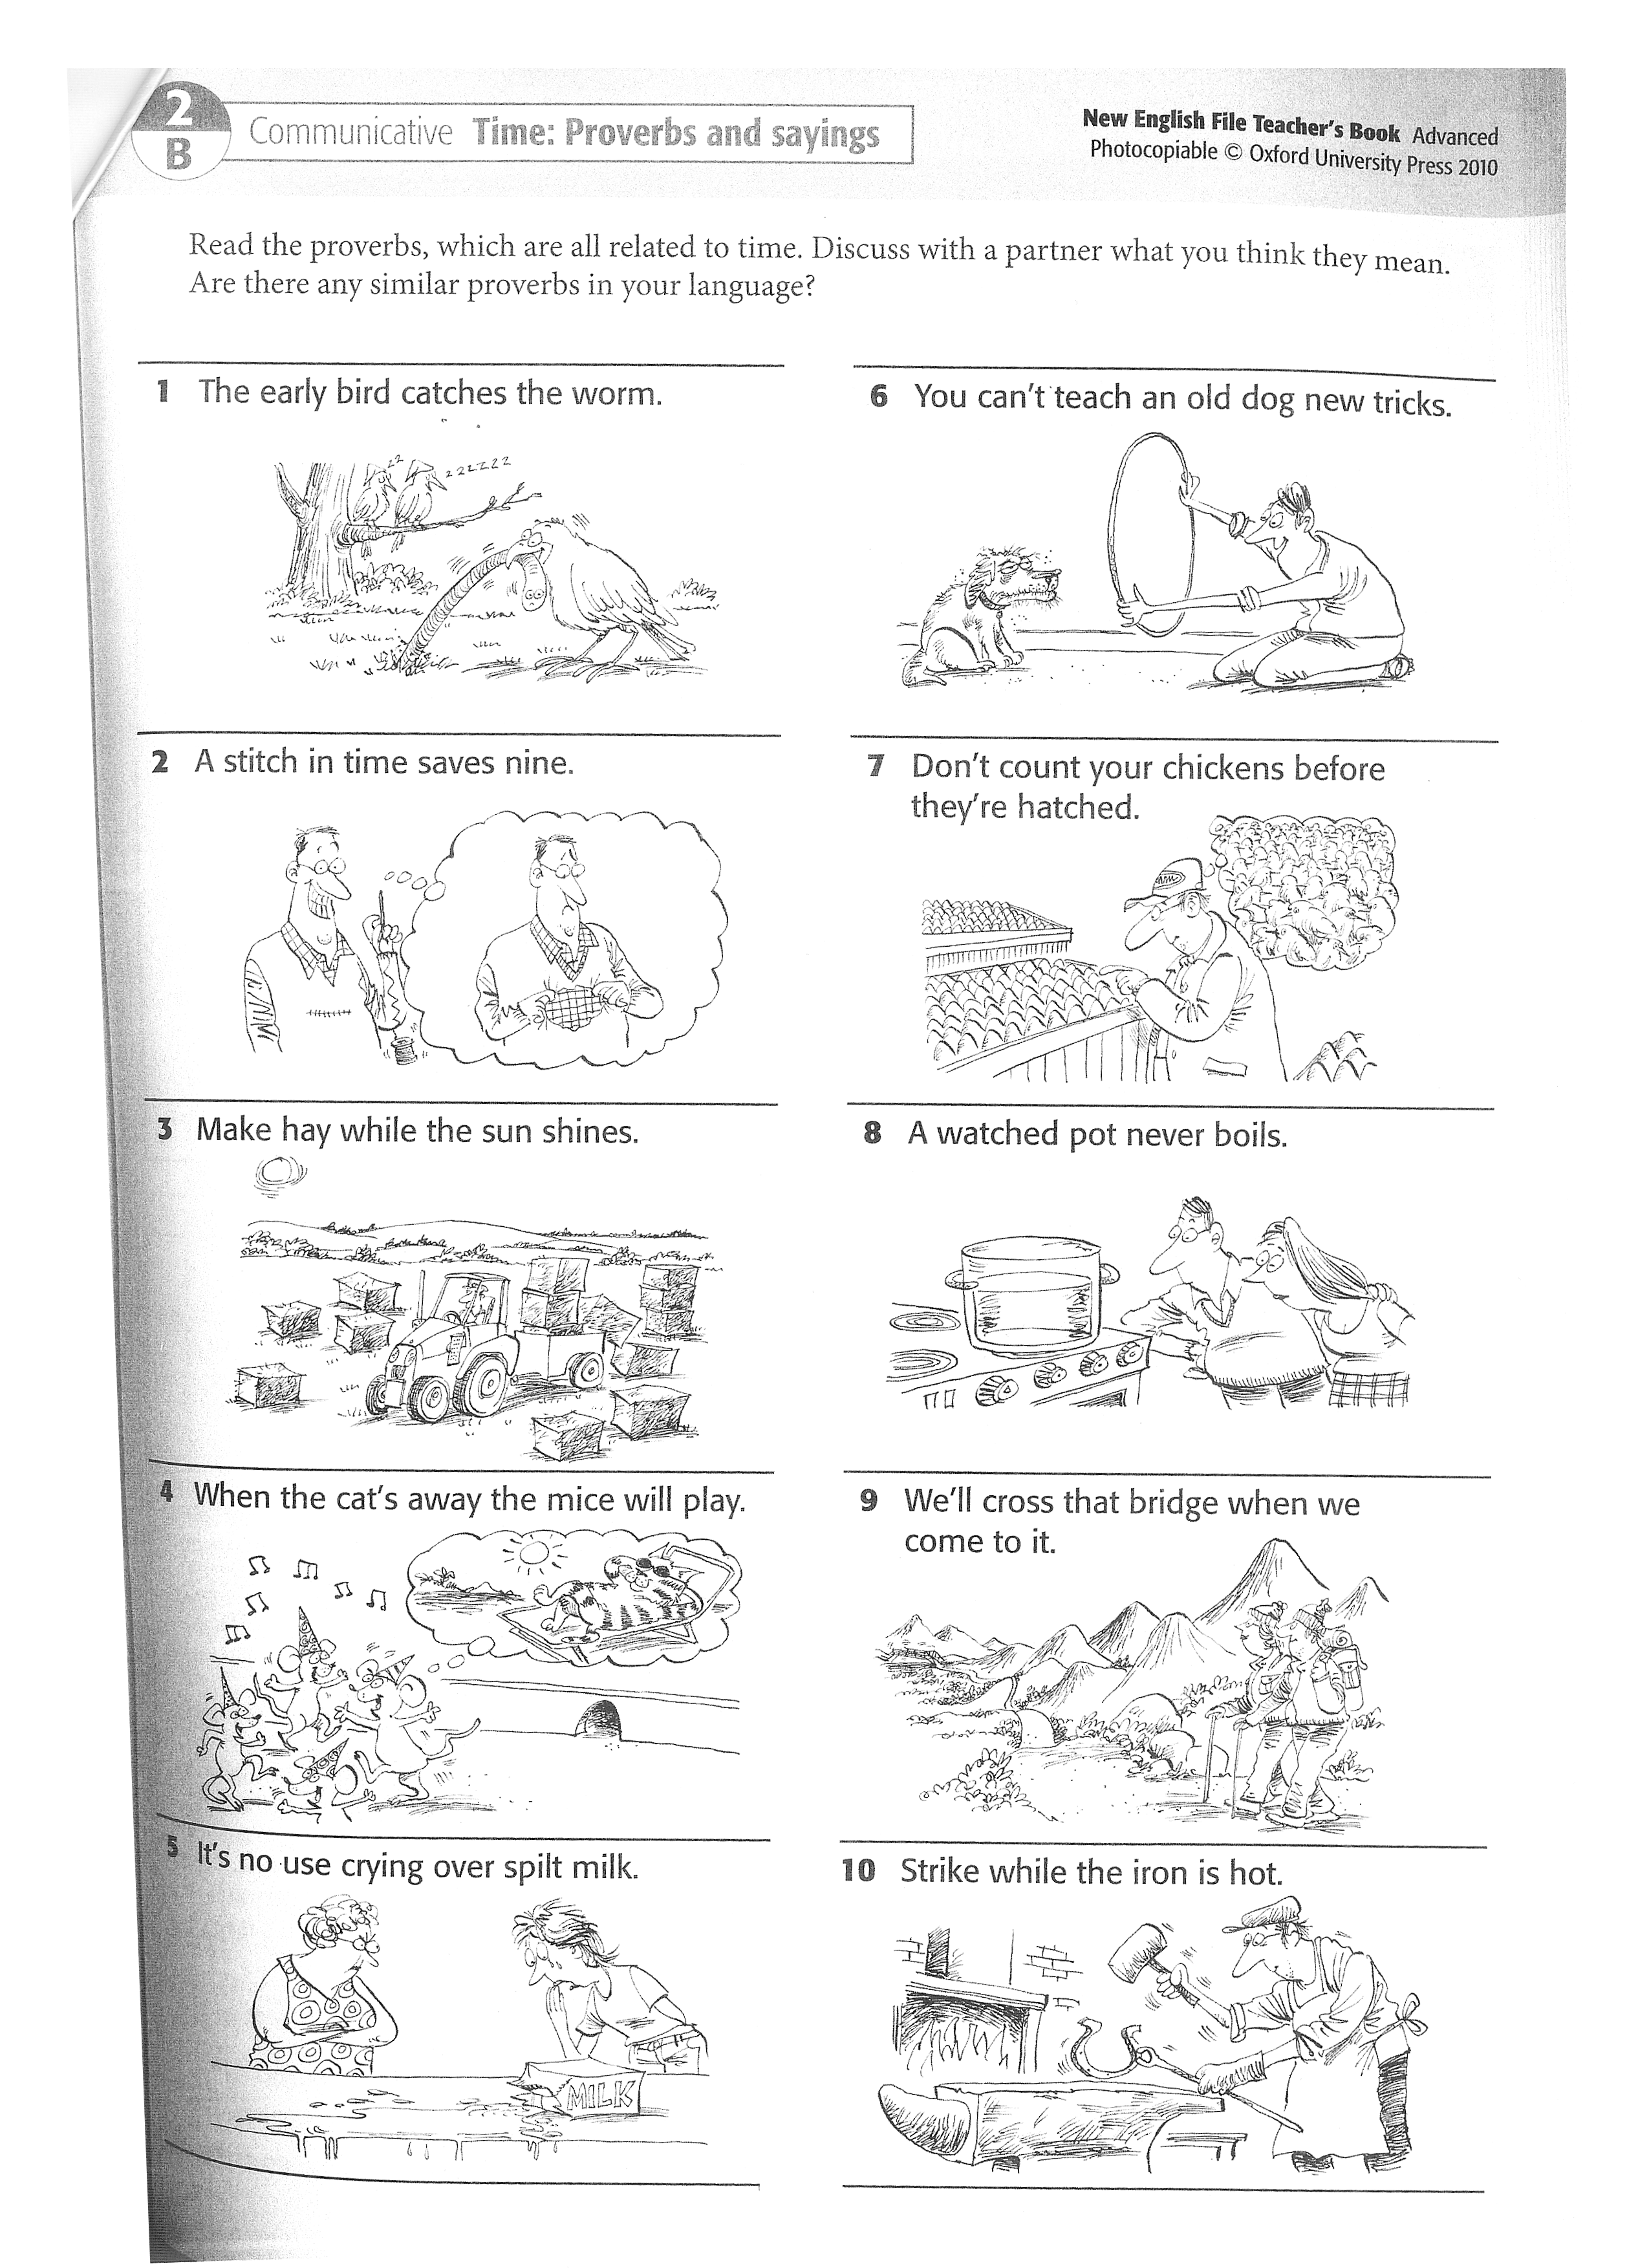 2
B
Communicative Time: Proverbs and sayings
New English File Teacher's Book Advanced
Photocopiable © Oxford University Press 2010
Read the proverbs, which are all related to time. Discuss with a partner what you think they mean.
Are there any similar proverbs in your language?
1 The early bird catches the worm.
zz
zzzzzz
2 A stitch in time saves nine.
3 Make hay while the sun shines.
4 When the cat's away the mice will play.
5 It's no use crying over spilt milk.
MILK
6 You can't teach an old dog new tricks.
7 Don't count your chickens before
they're hatched.
8 A watched pot never boils.
9 We'll cross that bridge when we
come to it.
10 Strike while the iron is hot.